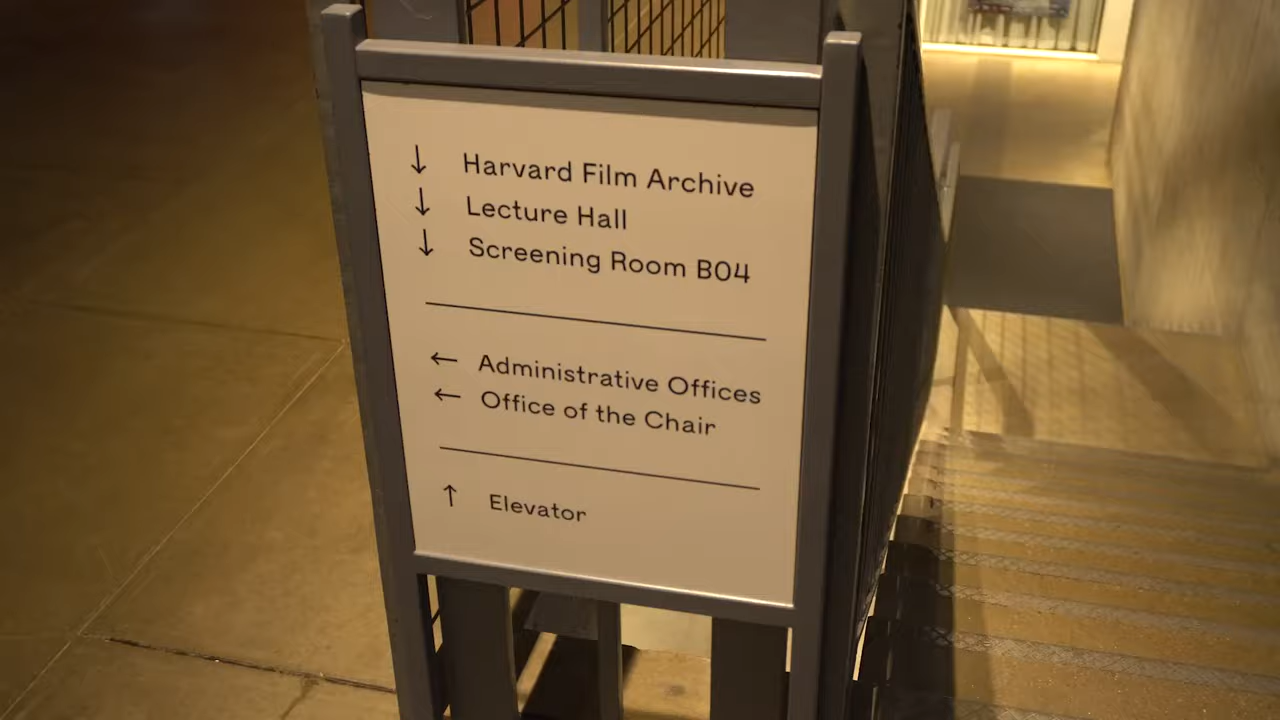 ↓ Harvard Film Archive
↓ Lecture Hall
↓ Screening Room B04
← Administrative Offices
← Office of the Chair
↑ Elevator